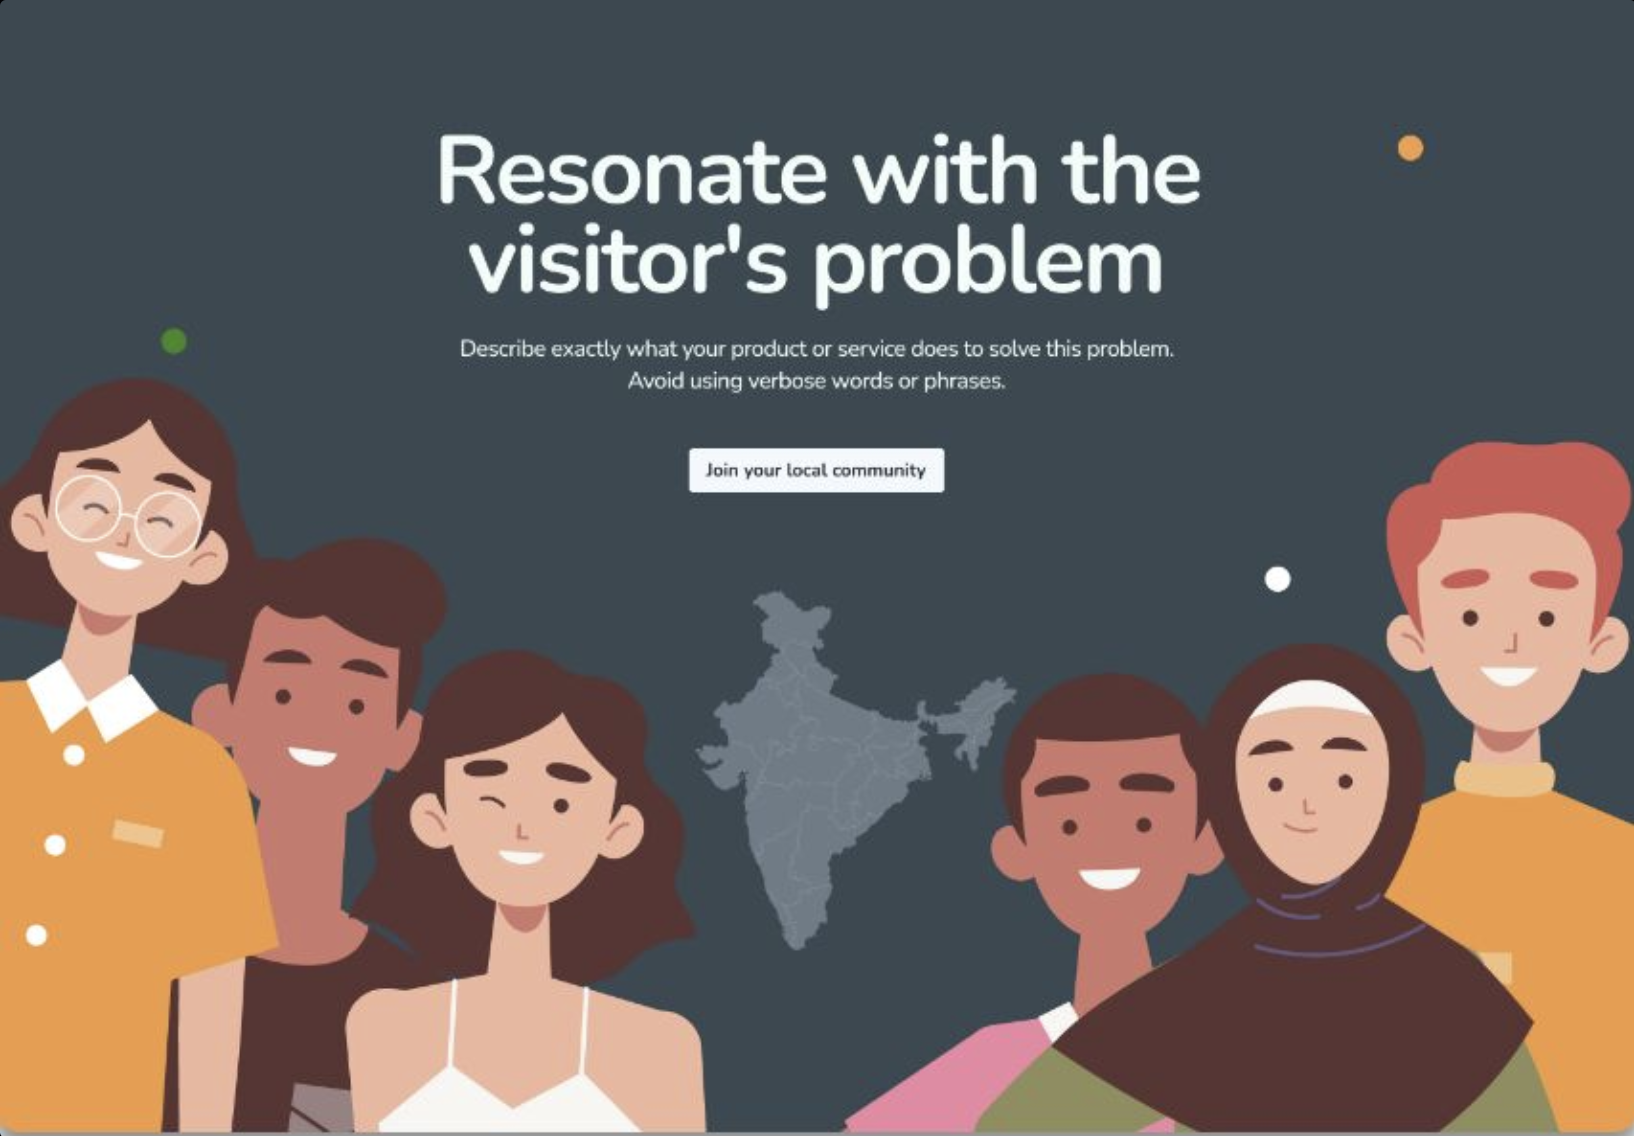 Resonate with the
visitor's problem
Describe exactly what your product or service does to solve this problem.
Avoid using verbose words or phrases.
Join your local community